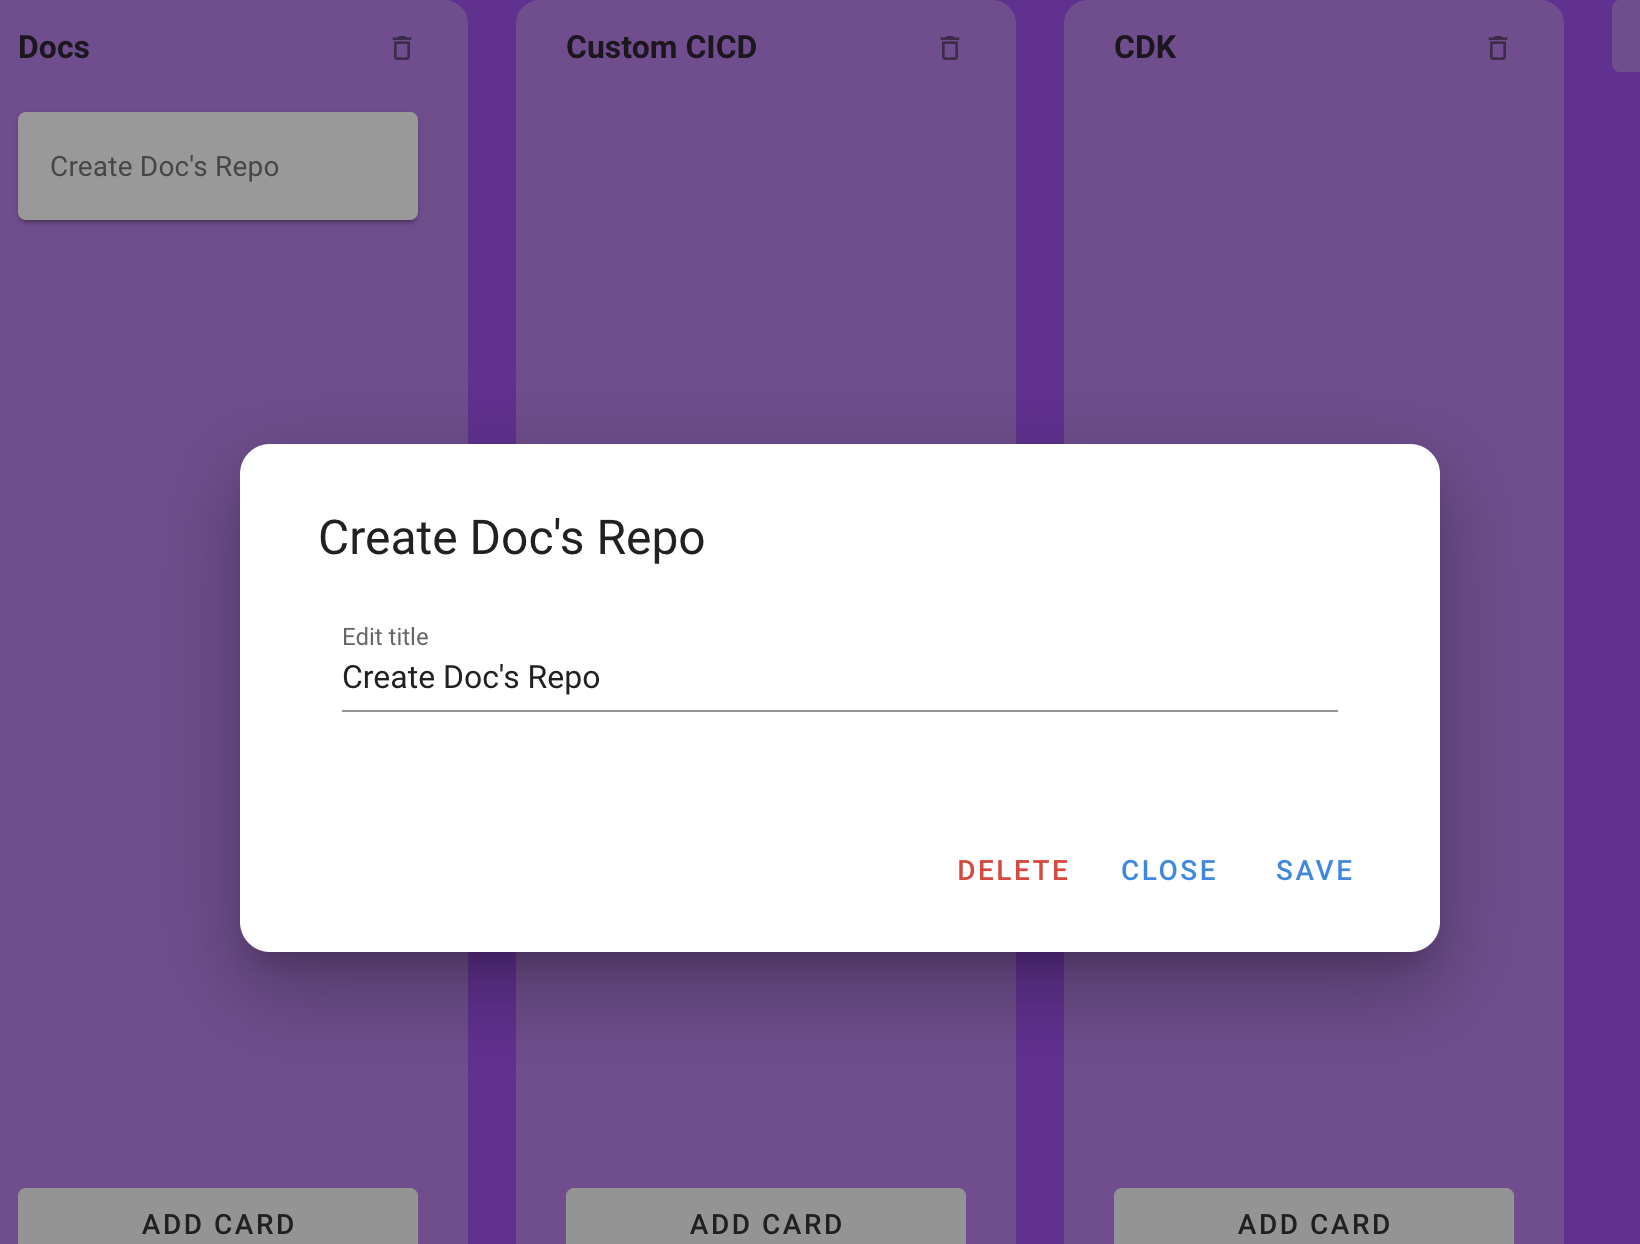 Docs
Custom CICD
CDK
Create Doc's Repo
Create Doc's Repo
Edit title
Create Doc's Repo
DELETE
CLOSE
SAVE
ADD CARD
ADD CARD
ADD CARD